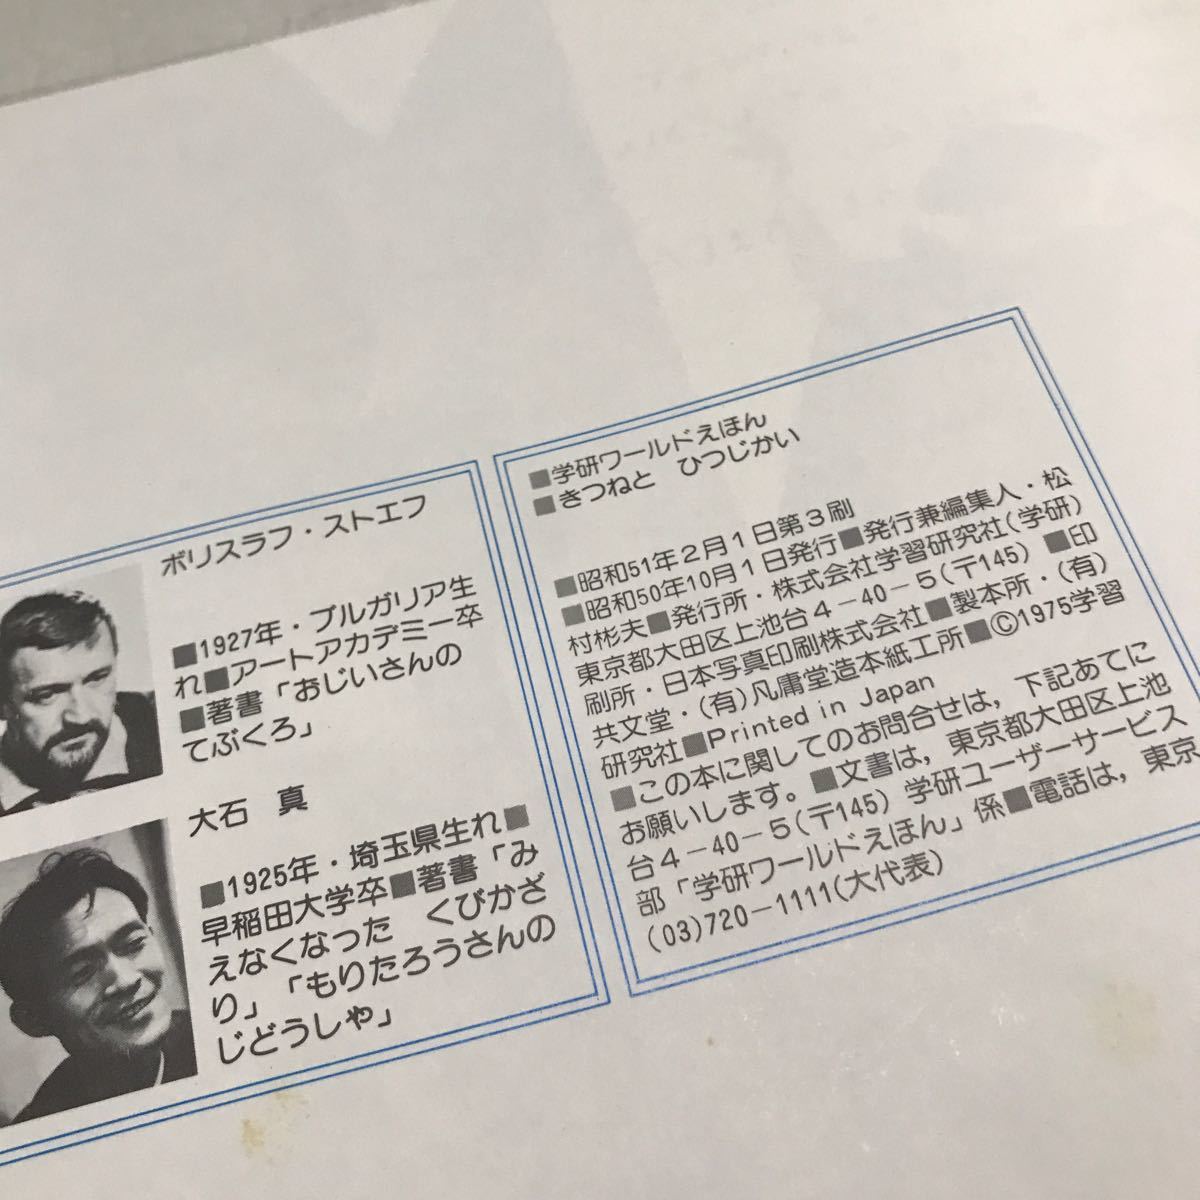 ボリスラフ・ストエフ
■1927年・ブルガリア生
れ■アートアカデミー卒
■著書「おじいさんの
てぶくろ」
大石 真
■1925年・埼玉県生れ■
早稲田大学卒■著書「み
えなくなった くびかざ
り」「もりたろうさんの
じどうしゃ」
■学研ワールドえほん
■きつねと ひつじかい
■昭和51年2月1日第3刷
■昭和50年10月1日発行■発行兼編集人・松
村彬夫■発行所・株式会社学習研究社(学研)
東京都大田区上池台4-40-5(〒145)■印
刷所・日本写真印刷株式会社■製本所・(有)
共文堂・(有)凡庸堂造本紙工所■©1975学習
研究社■Printed in Japan
■この本に関してのお問合せは，下記あてに
お願いします。■文書は，東京都大田区上池
台4-40-5(〒145) 学研ユーザーサービス
部「学研ワールドえほん」係■電話は，東京
(03)720-1111(大代表)